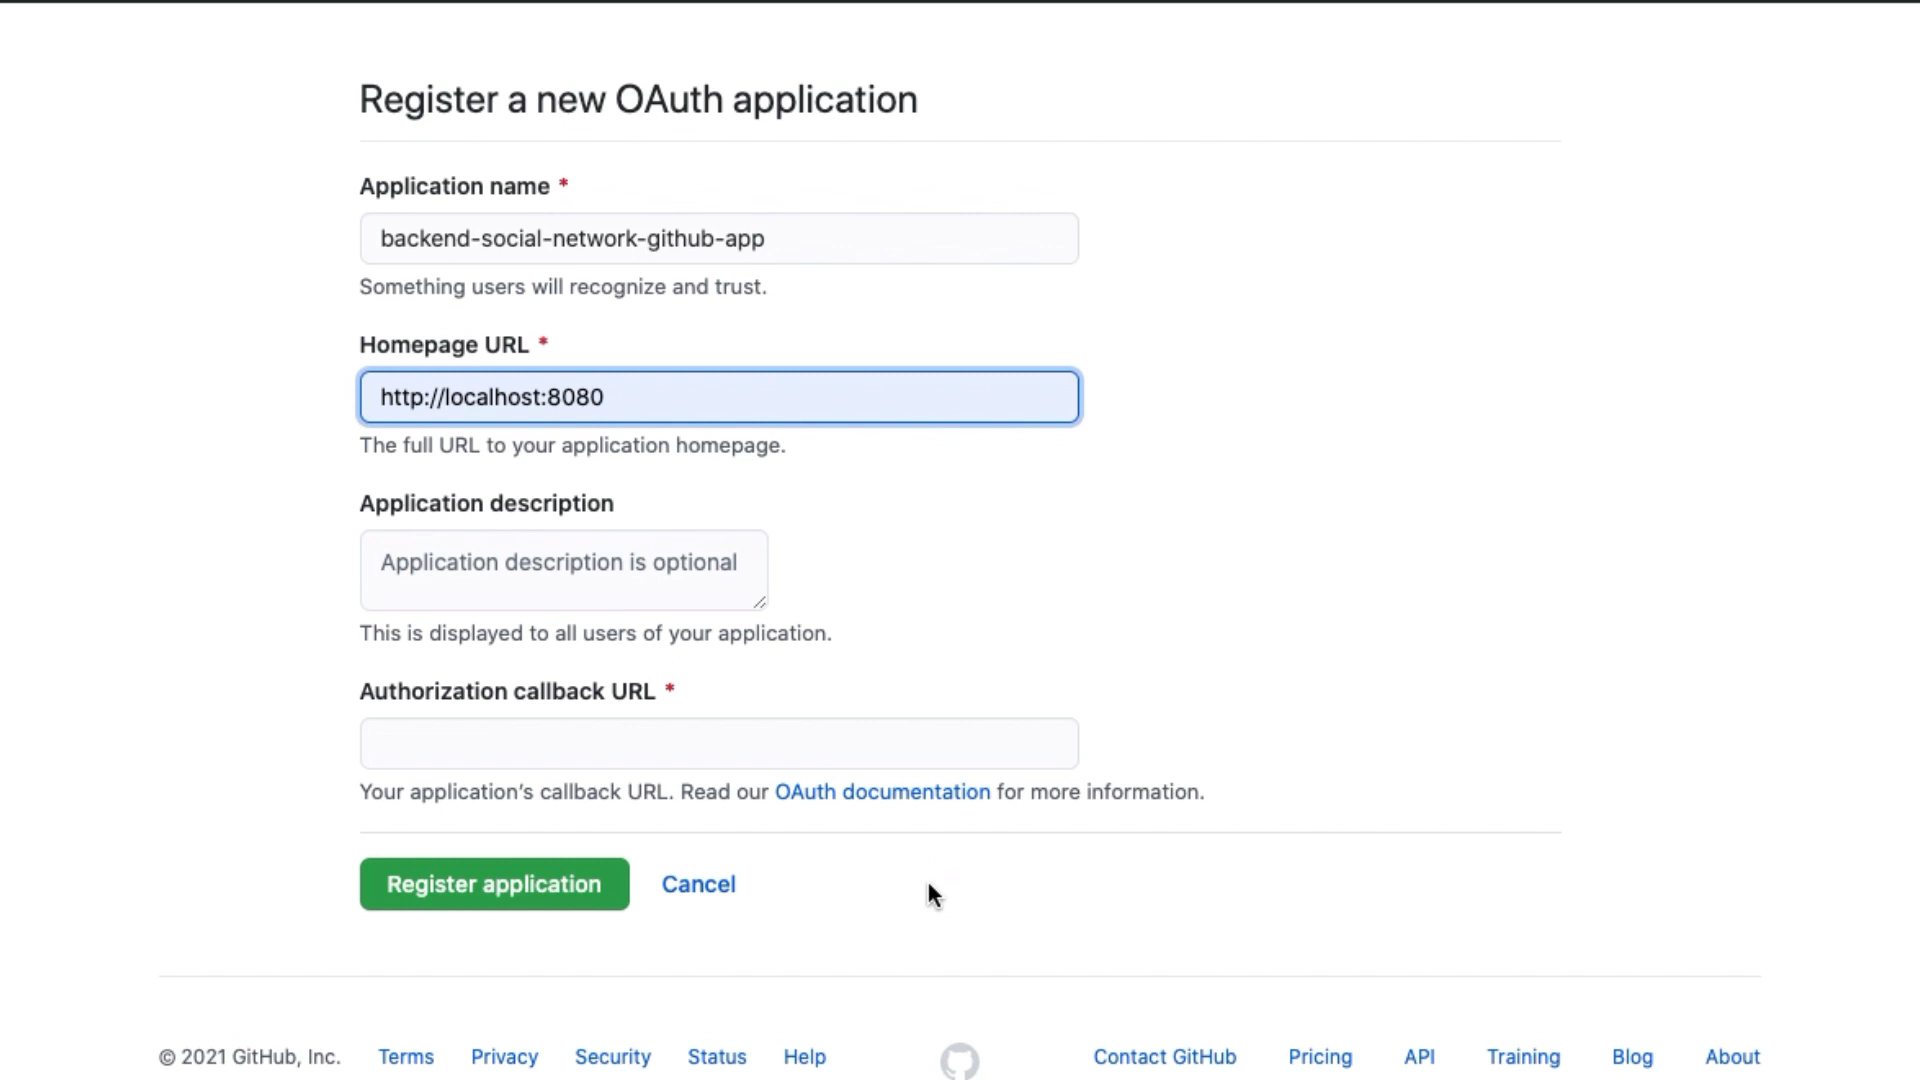 Register a new OAuth application
Application name *
backend-social-network-github-app
Something users will recognize and trust.
Homepage URL *
http://localhost:8080
The full URL to your application homepage.
Application description
Application description is optional
This is displayed to all users of your application.
Authorization callback URL *
Your application’s callback URL. Read our OAuth documentation for more information.
Register application Cancel
© 2021 GitHub, Inc. Terms Privacy Security Status Help Contact GitHub Pricing API Training Blog About